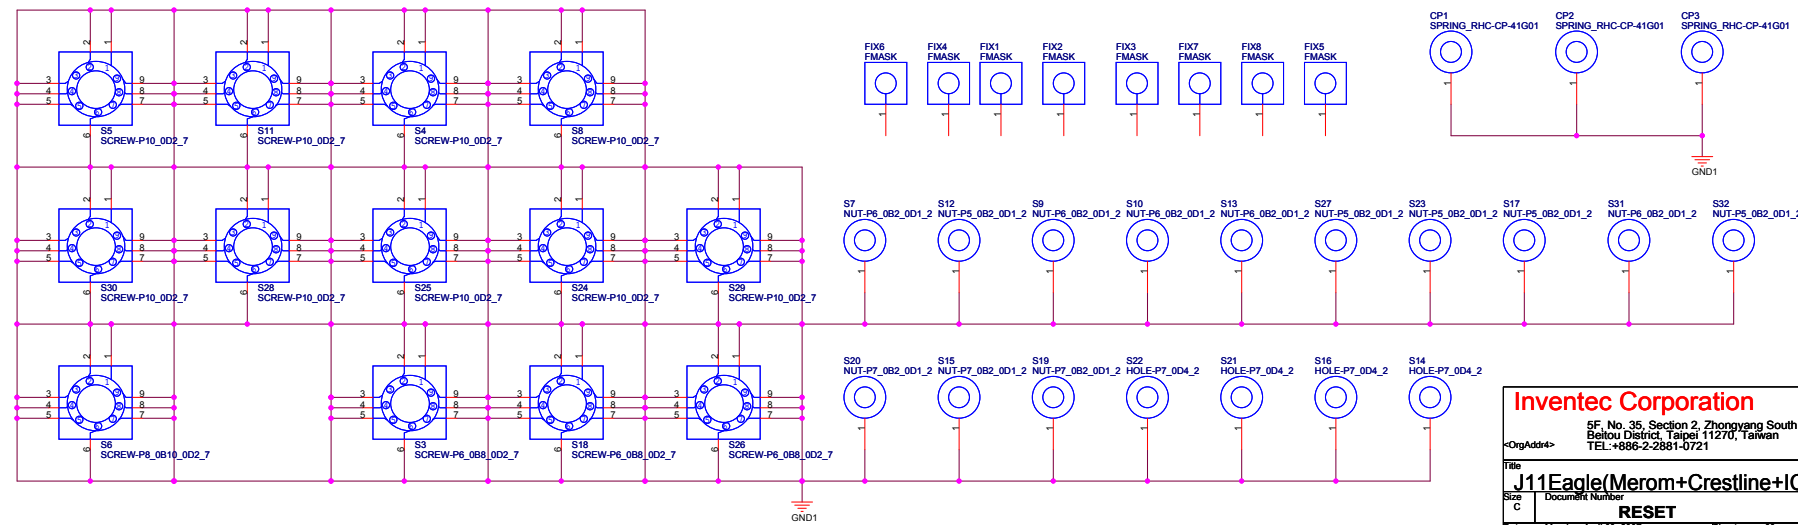 CP1
SPRING_RHC-CP-41G01
CP2
SPRING_RHC-CP-41G01
CP3
SPRING_RHC-CP-41G01
FIX6
FMASK
FIX4
FMASK
FIX1
FMASK
FIX2
FMASK
FIX3
FMASK
FIX7
FMASK
FIX8
FMASK
FIX5
FMASK
GND1
S5
SCREW-P10_0D2_7
S11
SCREW-P10_0D2_7
S4
SCREW-P10_0D2_7
S8
SCREW-P10_0D2_7
S7
NUT-P6_0B2_0D1_2
S12
NUT-P5_0B2_0D1_2
S9
NUT-P6_0B2_0D1_2
S10
NUT-P6_0B2_0D1_2
S13
NUT-P6_0B2_0D1_2
S27
NUT-P5_0B2_0D1_2
S23
NUT-P5_0B2_0D1_2
S17
NUT-P5_0B2_0D1_2
S31
NUT-P6_0B2_0D1_2
S32
NUT-P5_0B2_0D1_2
S30
SCREW-P10_0D2_7
S28
SCREW-P10_0D2_7
S25
SCREW-P10_0D2_7
S24
SCREW-P10_0D2_7
S29
SCREW-P10_0D2_7
S20
NUT-P7_0B2_0D1_2
S15
NUT-P7_0B2_0D1_2
S19
NUT-P7_0B2_0D1_2
S22
HOLE-P7_0D4_2
S21
HOLE-P7_0D4_2
S16
HOLE-P7_0D4_2
S14
HOLE-P7_0D4_2
S6
SCREW-P8_0B10_0D2_7
S3
SCREW-P6_0B8_0D2_7
S18
SCREW-P6_0B8_0D2_7
S26
SCREW-P6_0B8_0D2_7
GND1
Inventec Corporation
5F, No. 35, Section 2, Zhongyang South
Beitou District, Taipei 11270, Taiwan
<OrgAddr4> TEL:+886-2-2881-0721
Title
J11Eagle(Merom+Crestline+IC
Size
C
Document Number
RESET